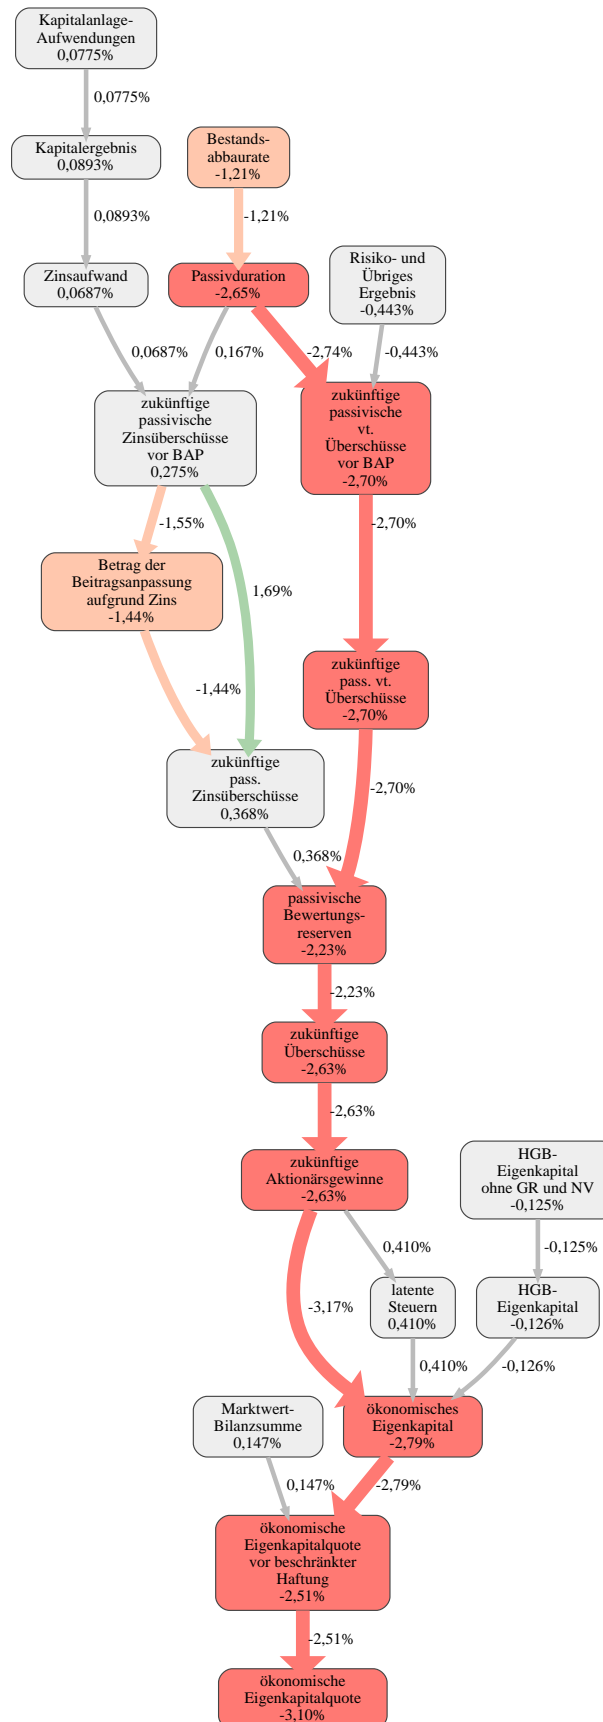 Kapitalanlage-
Aufwendungen
0,0775%
0,0775%
Kapitalergebnis
0,0893%
Bestands-
abbaurate
-1,21%
0,0893%
-1,21%
Zinsaufwand
0,0687%
Passivduration
-2,65%
Risiko- und
Übriges
Ergebnis
-0,443%
0,0687%
0,167%
-2,74%
-0,443%
zukünftige
passivische
Zinsüberschüsse
vor BAP
0,275%
zukünftige
passivische
vt.
Überschüsse
vor BAP
-2,70%
-1,55%
-2,70%
Betrag der
Beitragsanpassung
aufgrund Zins
-1,44%
1,69%
-1,44%
zukünftige
pass. vt.
Überschüsse
-2,70%
zukünftige
pass.
Zinsüberschüsse
0,368%
-2,70%
0,368%
passivische
Bewertungs-
reserven
-2,23%
-2,23%
zukünftige
Überschüsse
-2,63%
-2,63%
zukünftige
Aktionärsgewinne
-2,63%
HGB-
Eigenkapital
ohne GR und NV
-0,125%
0,410%
-0,125%
-3,17%
latente
Steuern
0,410%
HGB-
Eigenkapital
-0,126%
0,410%
-0,126%
Marktwert-
Bilanzsumme
0,147%
ökonomisches
Eigenkapital
-2,79%
0,147%
-2,79%
ökonomische
Eigenkapitalquote
vor beschränkter
Haftung
-2,51%
-2,51%
ökonomische
Eigenkapitalquote
-3,10%